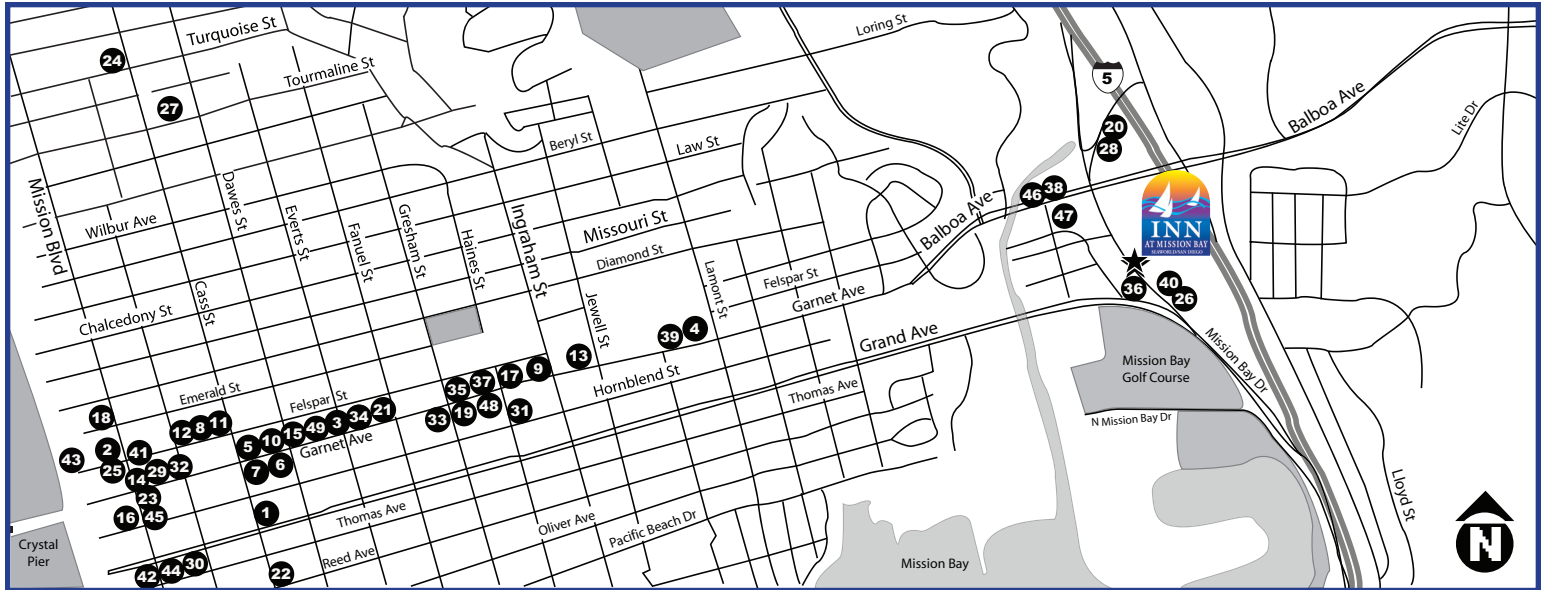 Turquoise St
Loring St
24
Tourmaline St
5
Balboa Ave
27
Lite Dr
20
Beryl St
Law St
28
Mission Blvd
Dawes St
46
38
Wilbur Ave
Everts St
Fanuel St
Gresham St
Haines St
Ingraham St
Missouri St
Balboa Ave
47
INN
AT MISSION BAY
SEAWORLD/SAN DIEGO
Diamond St
Lamont St
Felspar St
Cass St
Jewell St
Garnet Ave
36
40
26
Chalcedony St
39
4
Grand Ave
Mission Bay Dr
13
9
Mission Bay
Golf Course
35
37
17
Hornblend St
Emerald St
Felspar St
Thomas Ave
18
12
8
11
5
10
15
49
3
34
21
33
19
48
31
N Mission Bay Dr
43
2
41
Garnet Ave
25
14
29
32
7
6
23
16
45
1
Thomas Ave
Oliver Ave
Pacific Beach Dr
Lloyd St
N
Crystal
Pier
Reed Ave
42
44
30
22
Mission Bay